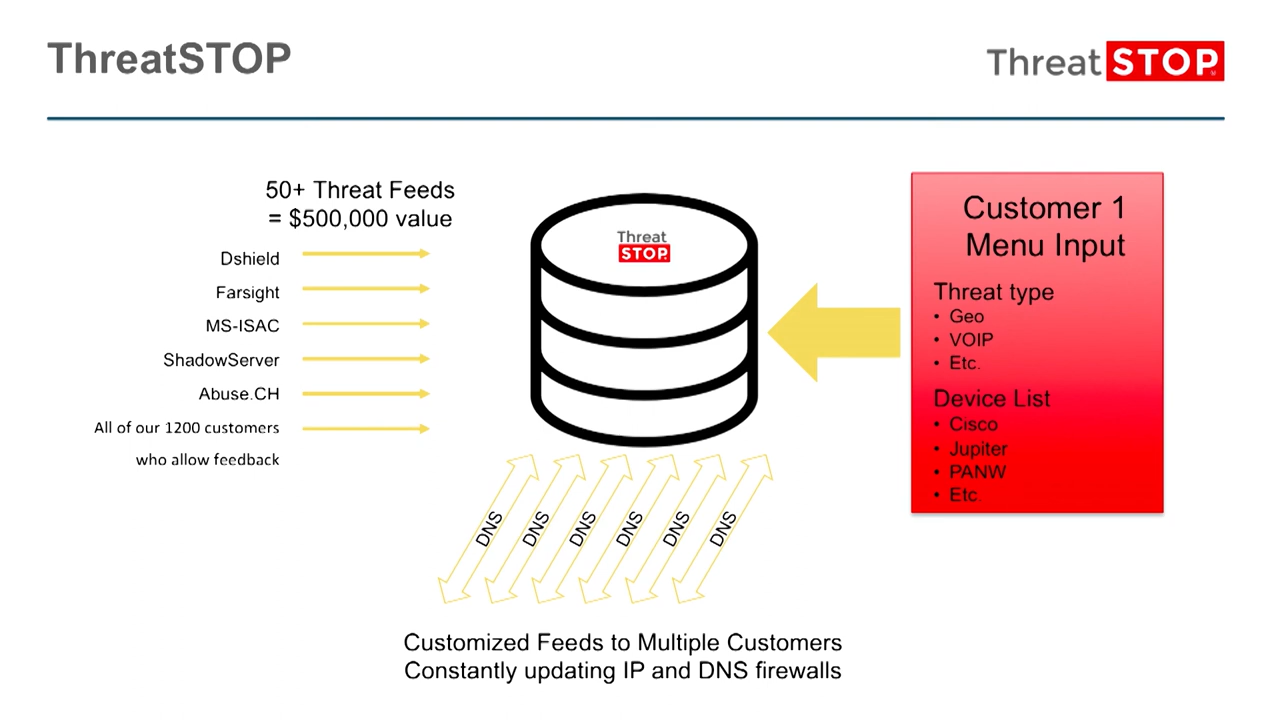 ThreatSTOP
Threat STOP
50+ Threat Feeds
= $500,000 value
Dshield
Farsight
MS-ISAC
ShadowServer
Abuse.CH
All of our 1200 customers
who allow feedback
Threat
STOP
Customer 1
Menu Input
Threat type
• Geo
• VOIP
• Etc.
Device List
• Cisco
• Jupiter
• PANW
• Etc.
DNS
DNS
DNS
DNS
DNS
DNS
Customized Feeds to Multiple Customers
Constantly updating IP and DNS firewalls